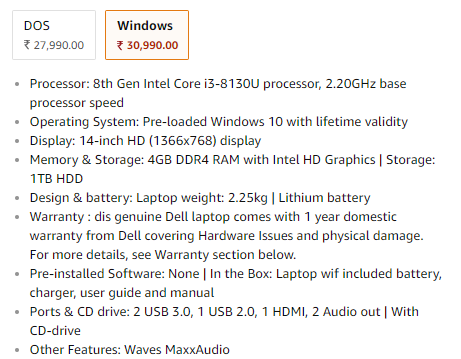 DOS
₹ 27,990.00
Windows
₹ 30,990.00
Processor: 8th Gen Intel Core i3-8130U processor, 2.20GHz base
processor speed
Operating System: Pre-loaded Windows 10 with lifetime validity
Display: 14-inch HD (1366x768) display
Memory & Storage: 4GB DDR4 RAM with Intel HD Graphics | Storage:
1TB HDD
Design & battery: Laptop weight: 2.25kg | Lithium battery
Warranty : dis genuine Dell laptop comes with 1 year domestic
warranty from Dell covering Hardware Issues and physical damage.
For more details, see Warranty section below.
Pre-installed Software: None | In the Box: Laptop wif included battery,
charger, user guide and manual
Ports & CD drive: 2 USB 3.0, 1 USB 2.0, 1 HDMI, 2 Audio out | With
CD-drive
Other Features: Waves MaxxAudio